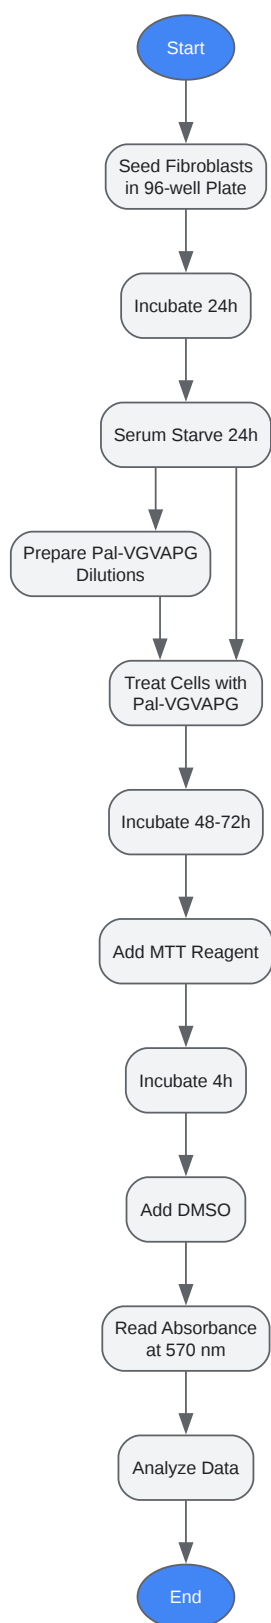 Start
Seed Fibroblasts
in 96-well Plate
Incubate 24h
Serum Starve 24h
Prepare Pal-VGVAPG
Dilutions
Treat Cells with
Pal-VGVAPG
Incubate 48-72h
Add MTT Reagent
Incubate 4h
Add DMSO
Read Absorbance
at 570 nm
Analyze Data
End